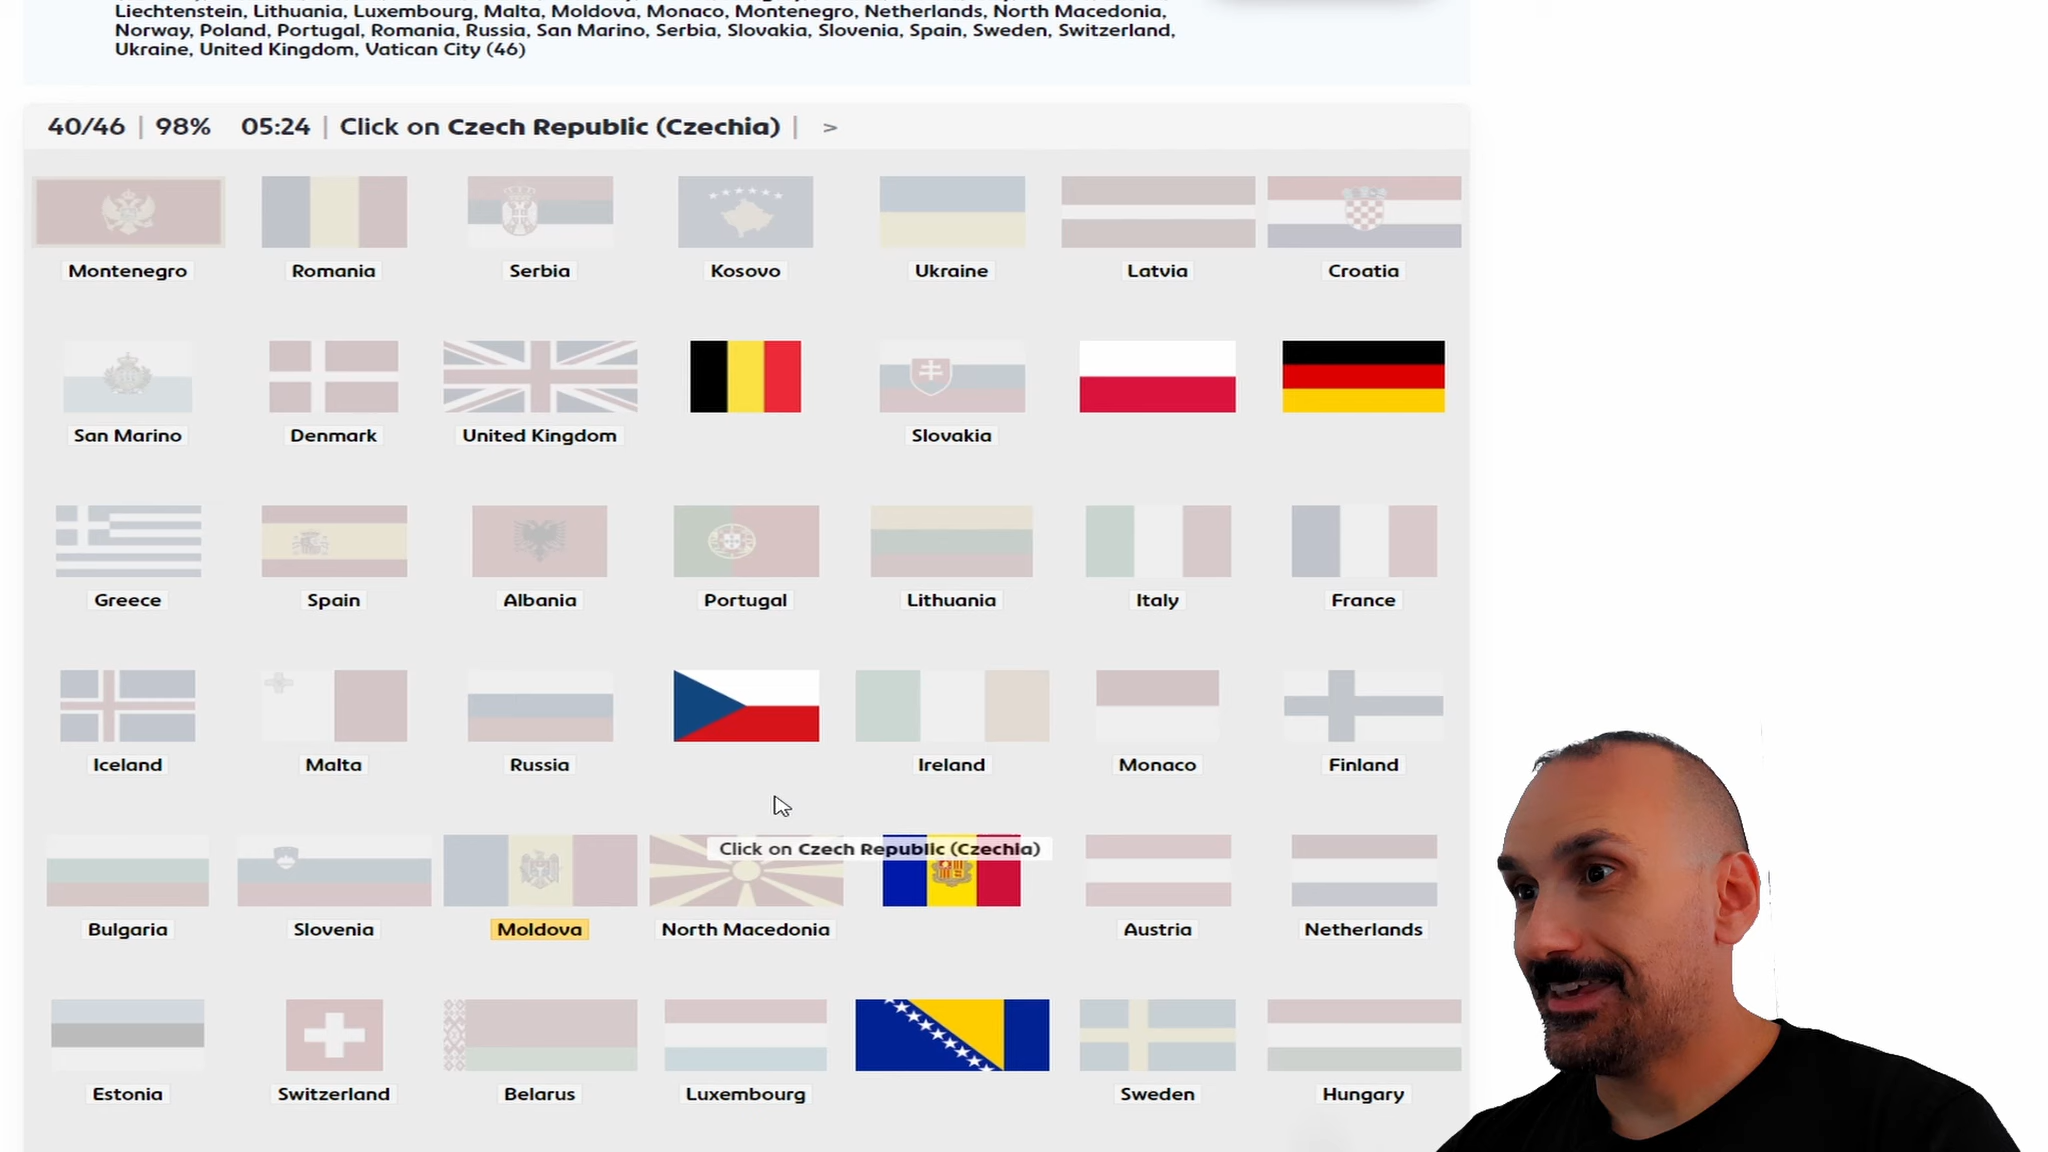 Liechtenstein, Lithuania, Luxembourg, Malta, Moldova, Monaco, Montenegro, Netherlands, North Macedonia,
Norway, Poland, Portugal, Romania, Russia, San Marino, Serbia, Slovakia, Slovenia, Spain, Sweden, Switzerland,
Ukraine, United Kingdom, Vatican City (46)
40/46 | 98% 05:24 | Click on Czech Republic (Czechia) | >
Montenegro Romania Serbia Kosovo Ukraine Latvia Croatia
San Marino Denmark United Kingdom Slovakia
Greece Spain Albania Portugal Lithuania Italy France
Iceland Malta Russia Ireland Monaco Finland
Click on Czech Republic (Czechia)
Bulgaria Slovenia Moldova North Macedonia Austria Netherlands
Estonia Switzerland Belarus Luxembourg Sweden Hungary